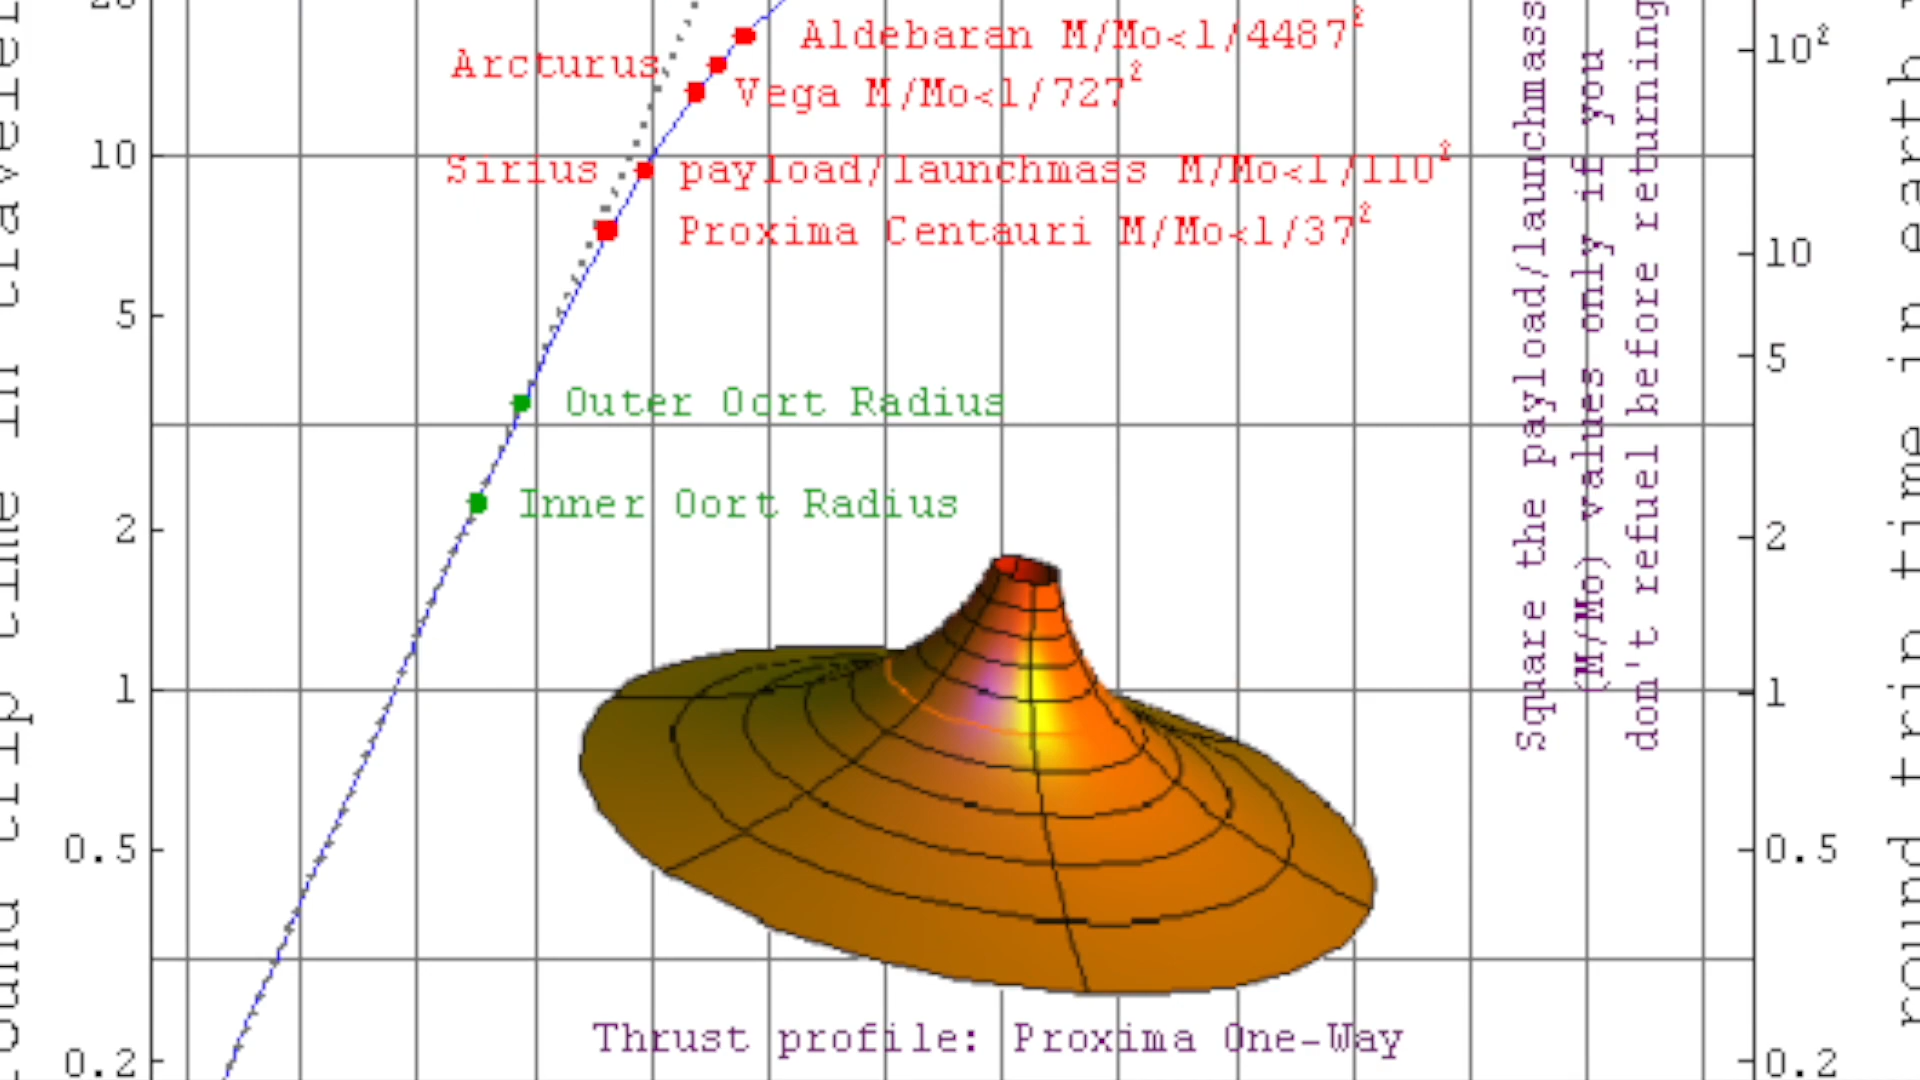 Aldebaran M/Mo<1/4487²
Arcturus
Vega M/Mo<1/727²
10²
10
Sirius
payload/launchmass M/Mo<1/110²
Proxima Centauri M/Mo<1/37²
10
5
5
Outer Oort Radius
Inner Oort Radius
2
2
1
1
0.5
0.5
Thrust profile: Proxima One-Way
0.2
0.2
Square the payload/launchmass
(M/Mo) values only if you
don't refuel before returning